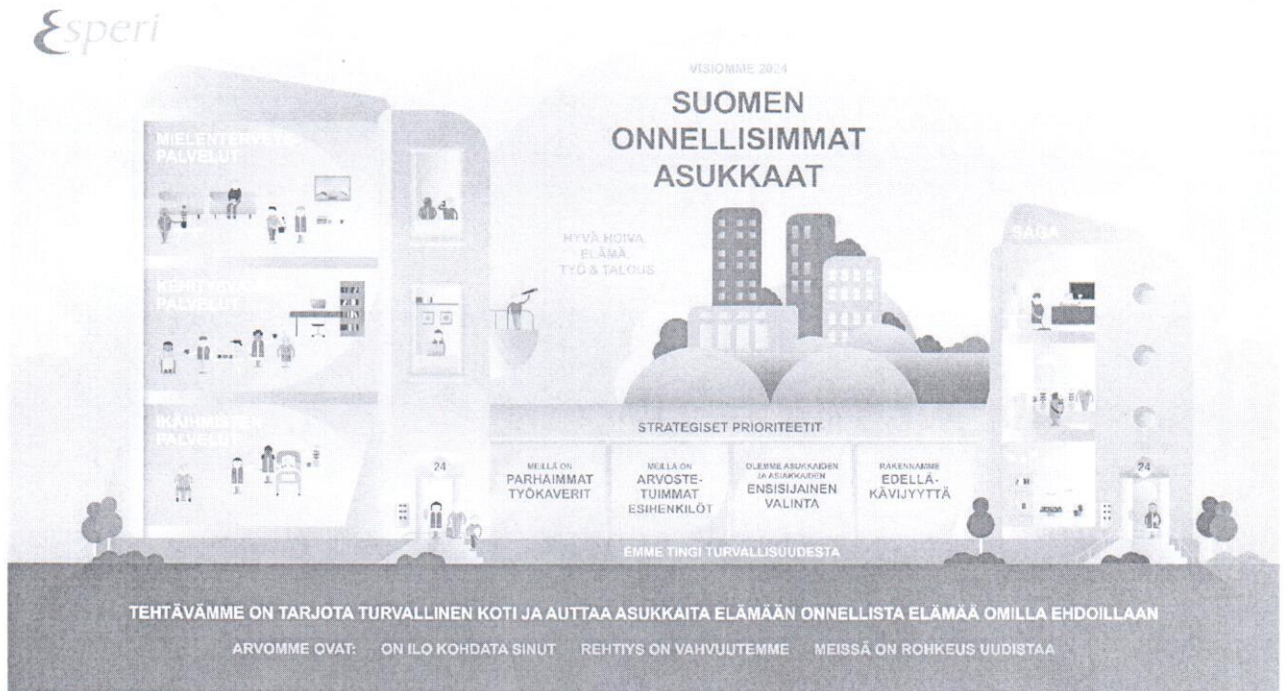 Esperi
VISIOMME 2024
SUOMEN
ONNELLISIMMAT
ASUKKAAT
HYVÄ HOIVA,
ELÄMÄ,
TYÖ & TALOUS
MIELENTERVEYS-
PALVELUT
KEHITYSVAMMA-
PALVELUT
IKÄIHMISTEN
PALVELUT
SAGA
STRATEGISET PRIORITEETIT
MEILLÄ ON
PARHAIMMAT
TYÖKAVERIT
MEILLÄ ON
ARVOSTE-
TUIMMAT
ESIHENKILÖT
OLEMME ASUKKAIDEN
JA ASIAKKAIDEN
ENSISIJAINEN
VALINTA
RAKENNAMME
EDELLÄ-
KÄVIJYYTTÄ
24
24
EMME TINGI TURVALLISUUDESTA
TEHTÄVÄMME ON TARJOTA TURVALLINEN KOTI JA AUTTAA ASUKKAITA ELÄMÄÄN ONNELLISTA ELÄMÄÄ OMILLA EHDOILLAAN
ARVOMME OVAT: ON ILO KOHDATA SINUT REHTIYS ON VAHVUUTEMME MEISSÄ ON ROHKEUS UUDISTAA